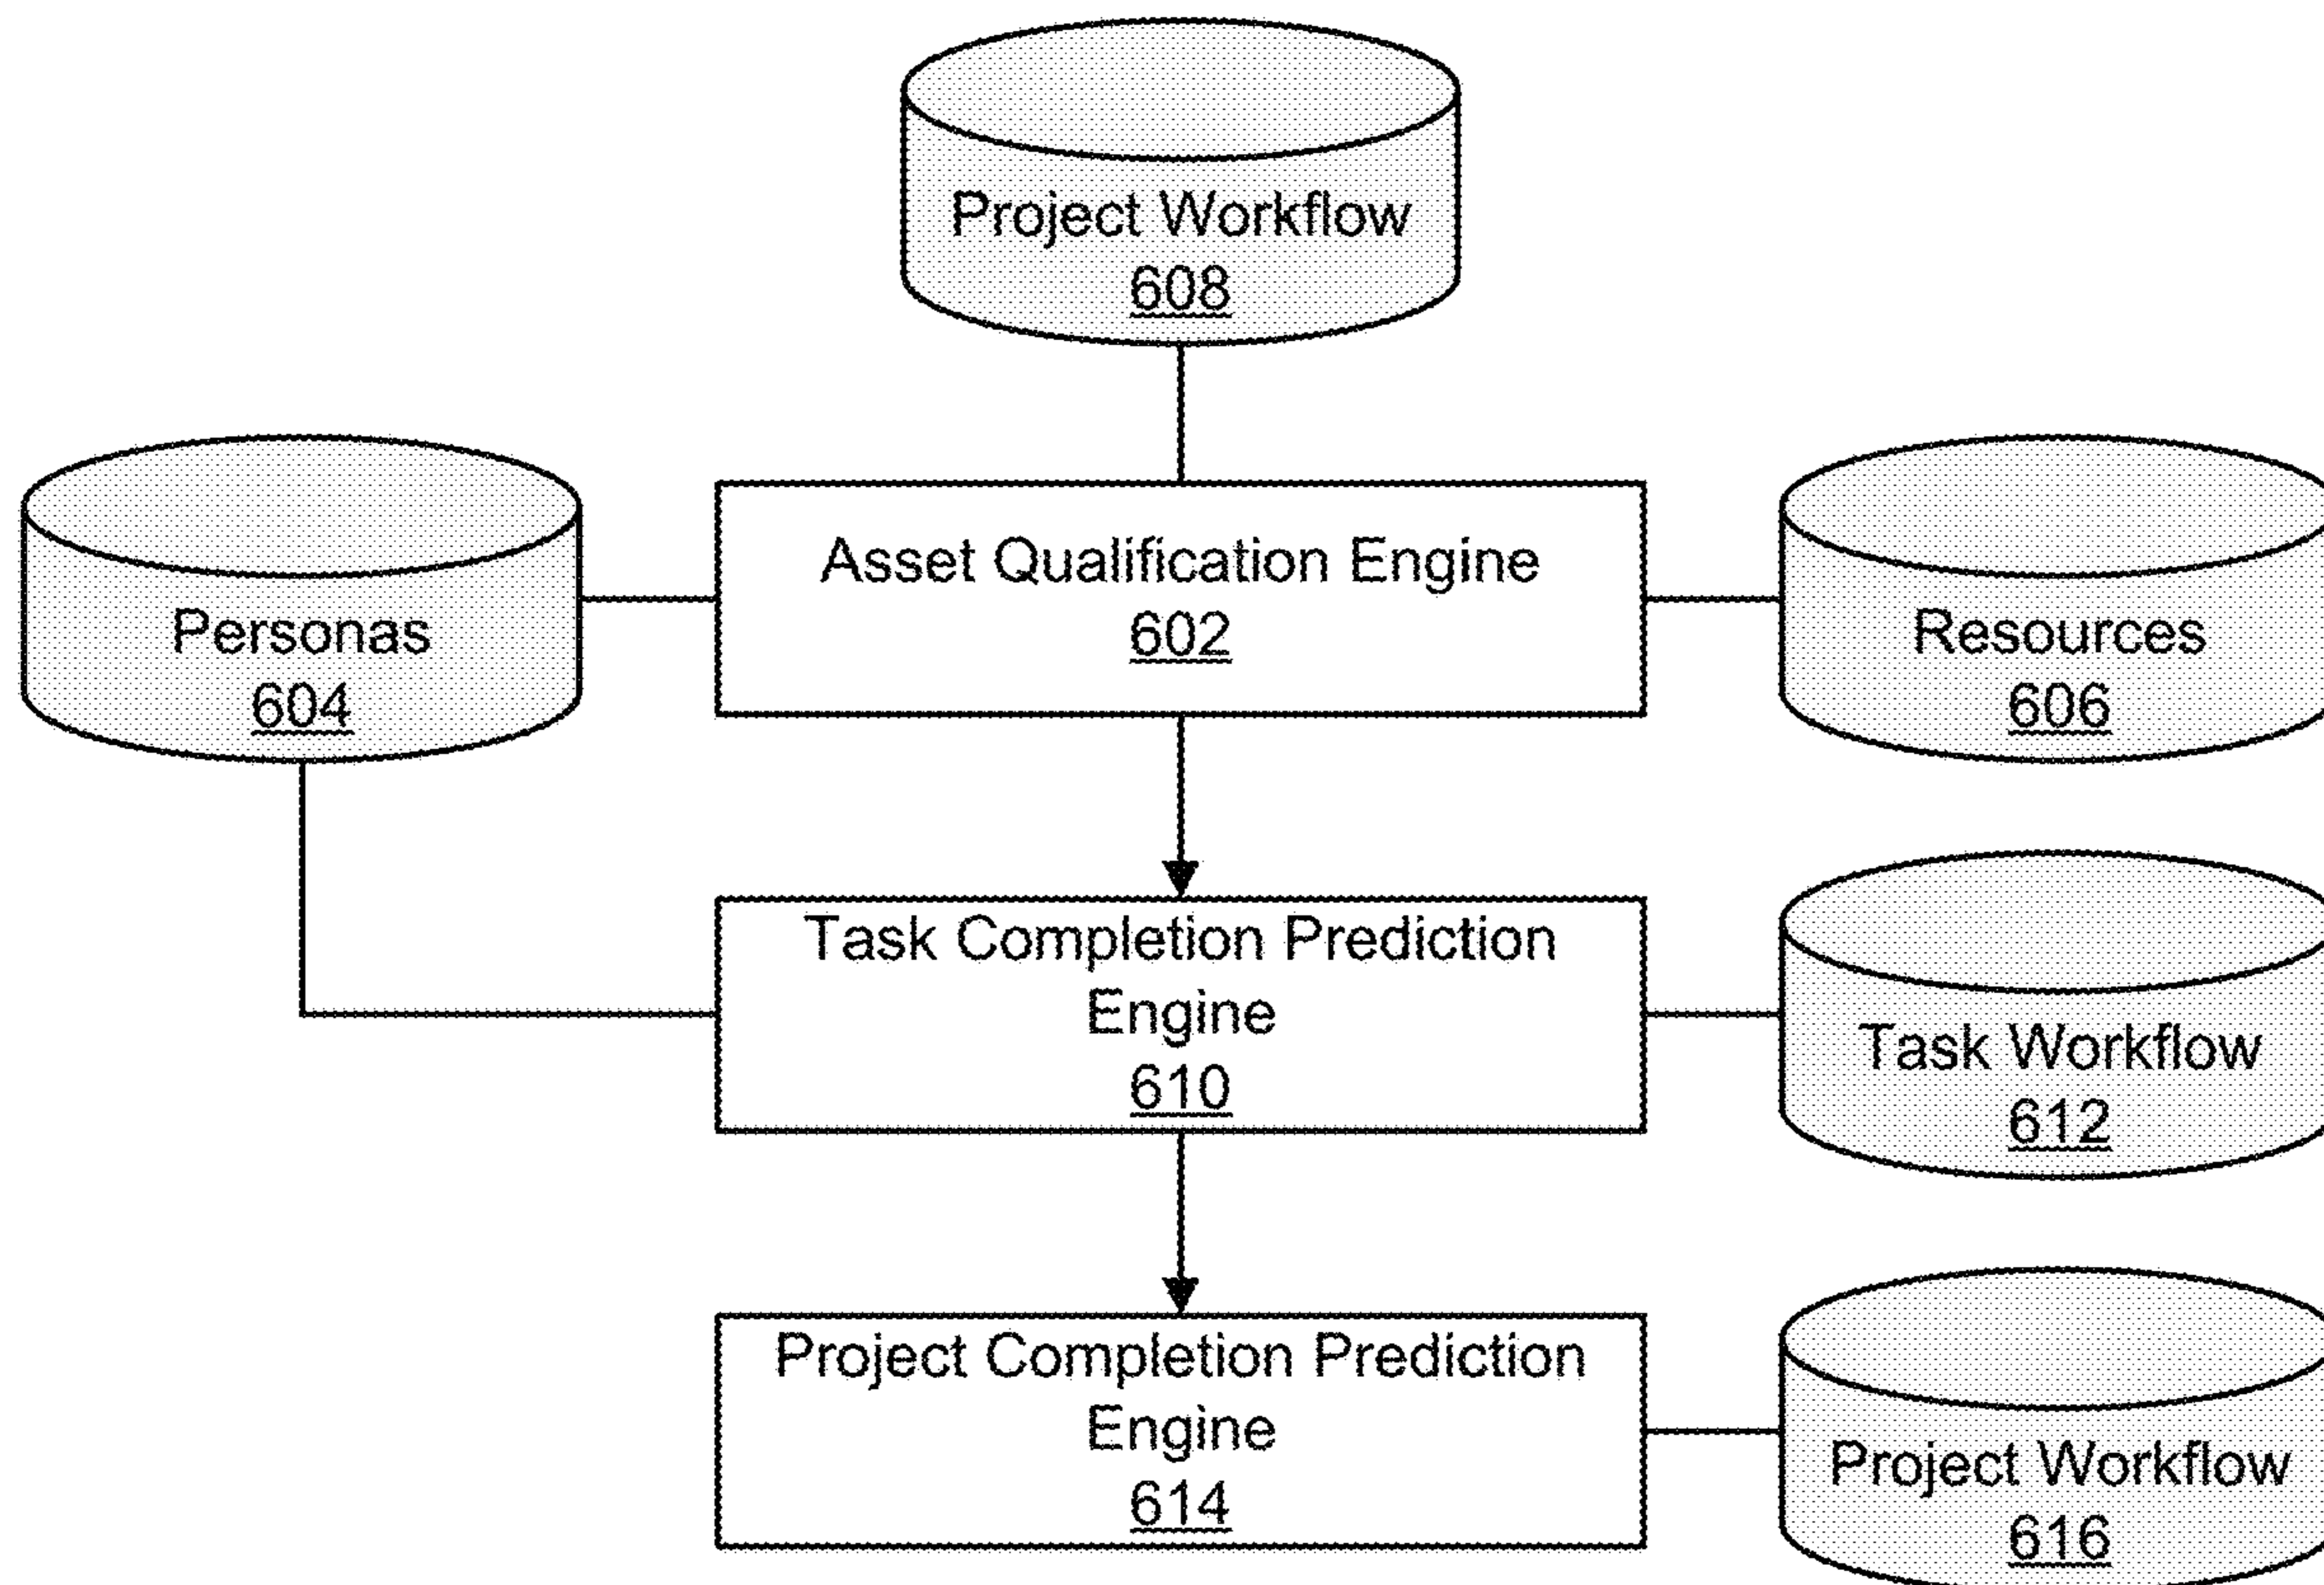 Project Workflow
608
Asset Qualification Engine
602
Personas
604
Resources
606
Task Completion Prediction
Engine
610
Task Workflow
612
Project Completion Prediction
Engine
614
Project Workflow
616